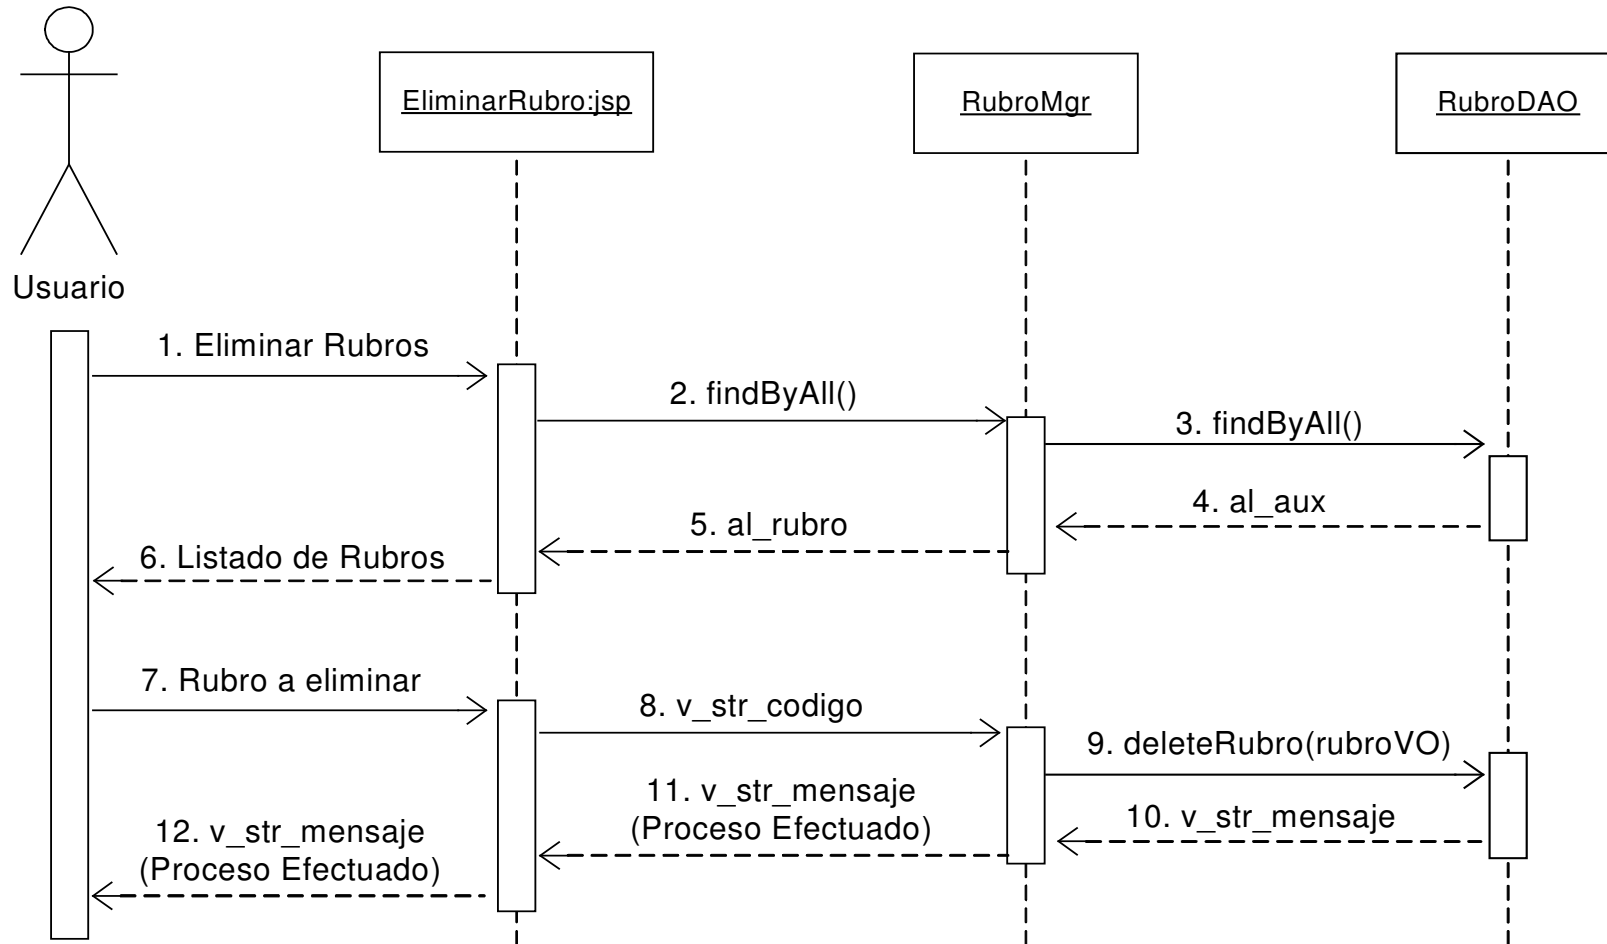 EliminarRubro:jsp
RubroMgr
RubroDAO
Usuario
1. Eliminar Rubros
2. findByAll()
3. findByAll()
4. al_aux
5. al_rubro
6. Listado de Rubros
7. Rubro a eliminar
8. v_str_codigo
9. deleteRubro(rubroVO)
10. v_str_mensaje
11. v_str_mensaje
(Proceso Efectuado)
12. v_str_mensaje
(Proceso Efectuado)